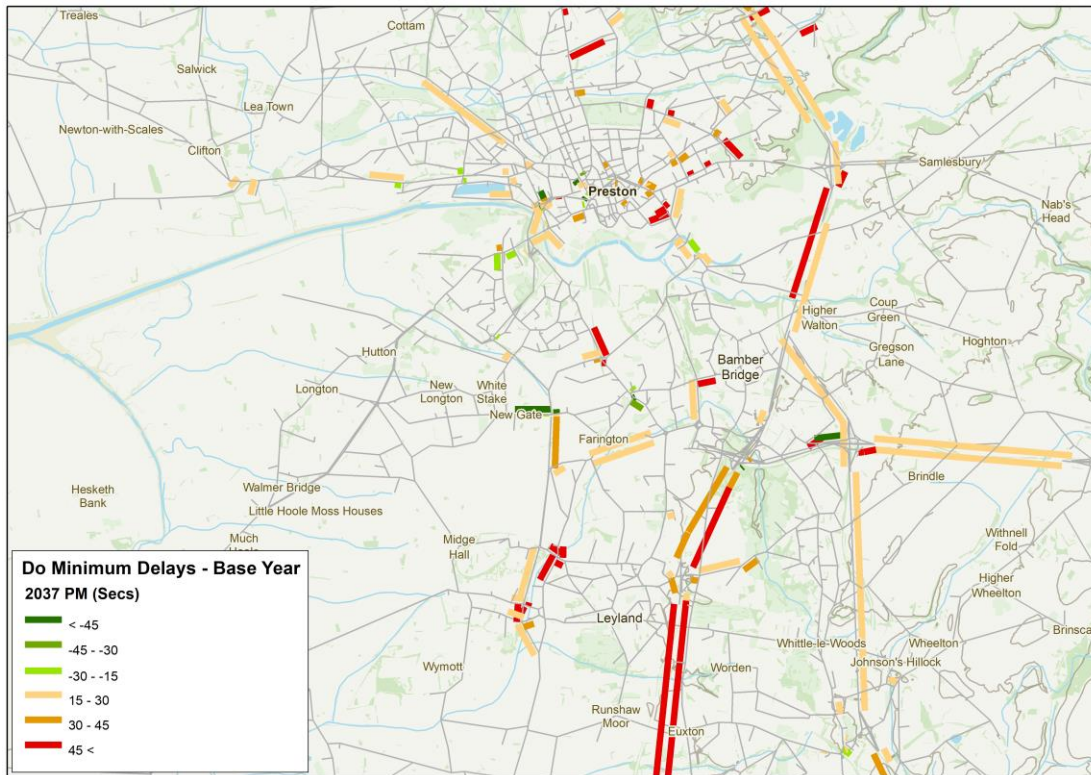 Treales
Cottam
Salwick
Lea Town
Newton-with-Scales
Clifton
Samlesbury
Preston
Nab's
Head
Higher
Walton
Coup
Green
Gregson
Lane
Hoghton
Hutton
Bamber
Bridge
Longton
New
Longton
White
Stake
New Gate
Farington
Brindle
Hesketh
Bank
Walmer Bridge
Little Hoole Moss Houses
Much
Midge
Hall
Withnell
Fold
Higher
Wheelton
Leyland
Whittle-le-Woods
Wheelton
Brinsca
Johnson's Hillock
Wymott
Worden
Runshaw
Moor
Euxton
Do Minimum Delays - Base Year
2037 PM (Secs)
< -45
-45 - -30
-30 - -15
15 - 30
30 - 45
45 <